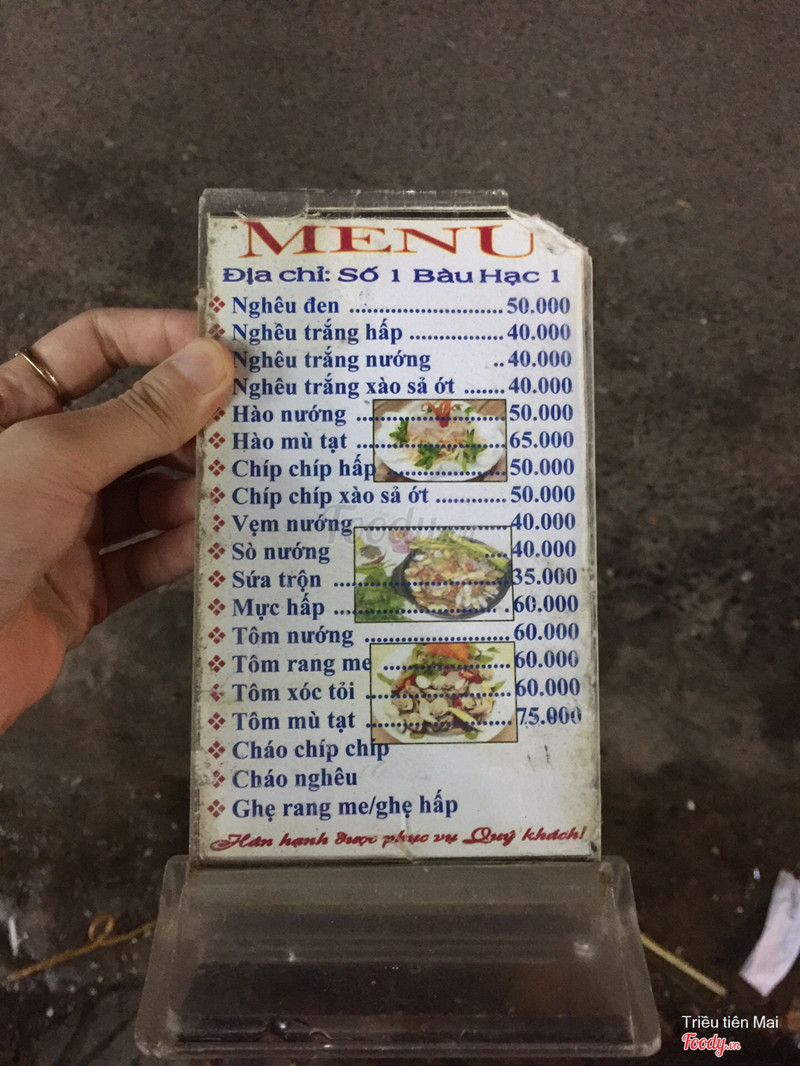 MENU
Địa chỉ: Số 1 Bàu Hạc 1
❖ Nghêu đen ........................ 50.000
❖ Nghêu trắng hấp ............... 40.000
Nghêu trắng nướng .. 40.000
Nghêu trắng xào sả ớt ....... 40.000
❖ Hào nướng ........................ 50.000
❖ Hào mù tạt ........................ 65.000
❖ Chíp chíp hấp ................... 50.000
❖ Chíp chíp xào sả ớt ............ 50.000
❖ Vẹm nướng 40.000
❖ Sò nướng .... 40.000
❖ Sứa trộn ........................... 35.000
❖ Mực hấp ........................ . 60.000
❖ Tôm nướng ...................... 60.000
❖ Tôm rang me ................... 60.000
❖ Tôm xóc tỏi ...................... 60.000
❖ Tôm mù tạt ...................... 75.000
❖ Cháo chíp chíp
❖ Cháo nghêu
❖ Ghẹ rang me/ghẹ hấp
Hân hạnh được phục vụ Quý khách!
Foody.vn
Triều tiên Mai
Foody.vn